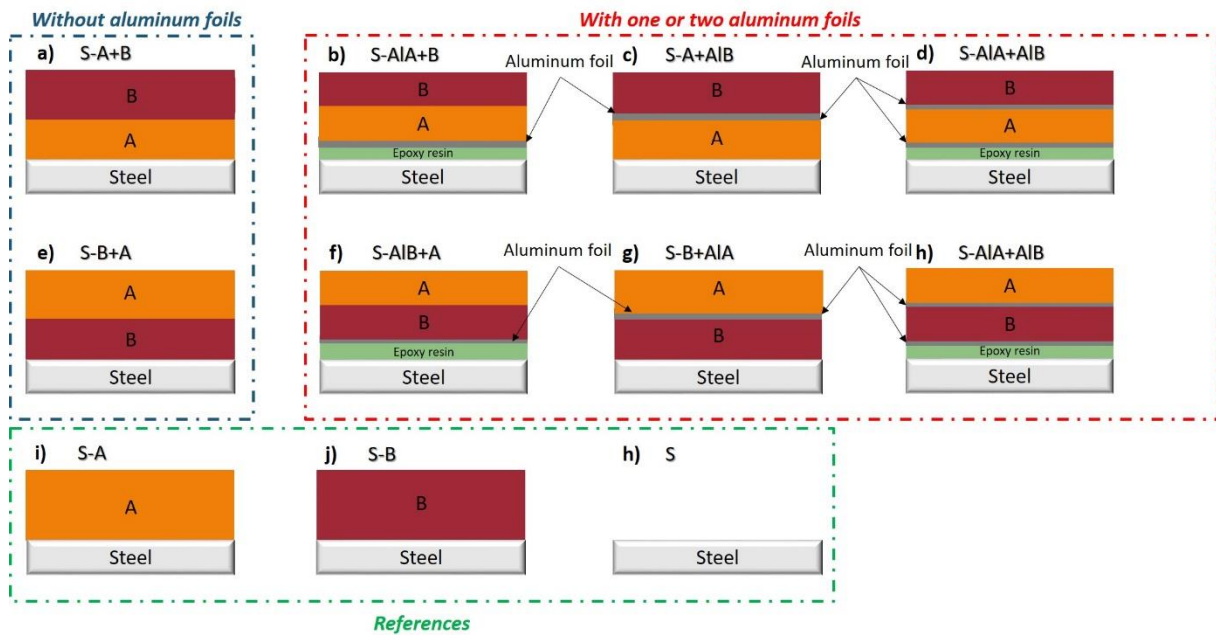 Without aluminum foils
With one or two aluminum foils
a) S-A+B
B
A
Steel
b) S-AlA+B
B
A
Epoxy resin
Steel
Aluminum foil
c) S-A+AlB
B
A
Steel
Aluminum foil
d) S-AlA+AlB
B
A
Epoxy resin
Steel
e) S-B+A
A
B
Steel
f) S-AlB+A
A
B
Epoxy resin
Steel
Aluminum foil
g) S-B+AlA
A
B
Steel
Aluminum foil
h) S-AlA+AlB
A
B
Epoxy resin
Steel
i) S-A
A
Steel
j) S-B
B
Steel
h) S
Steel
References